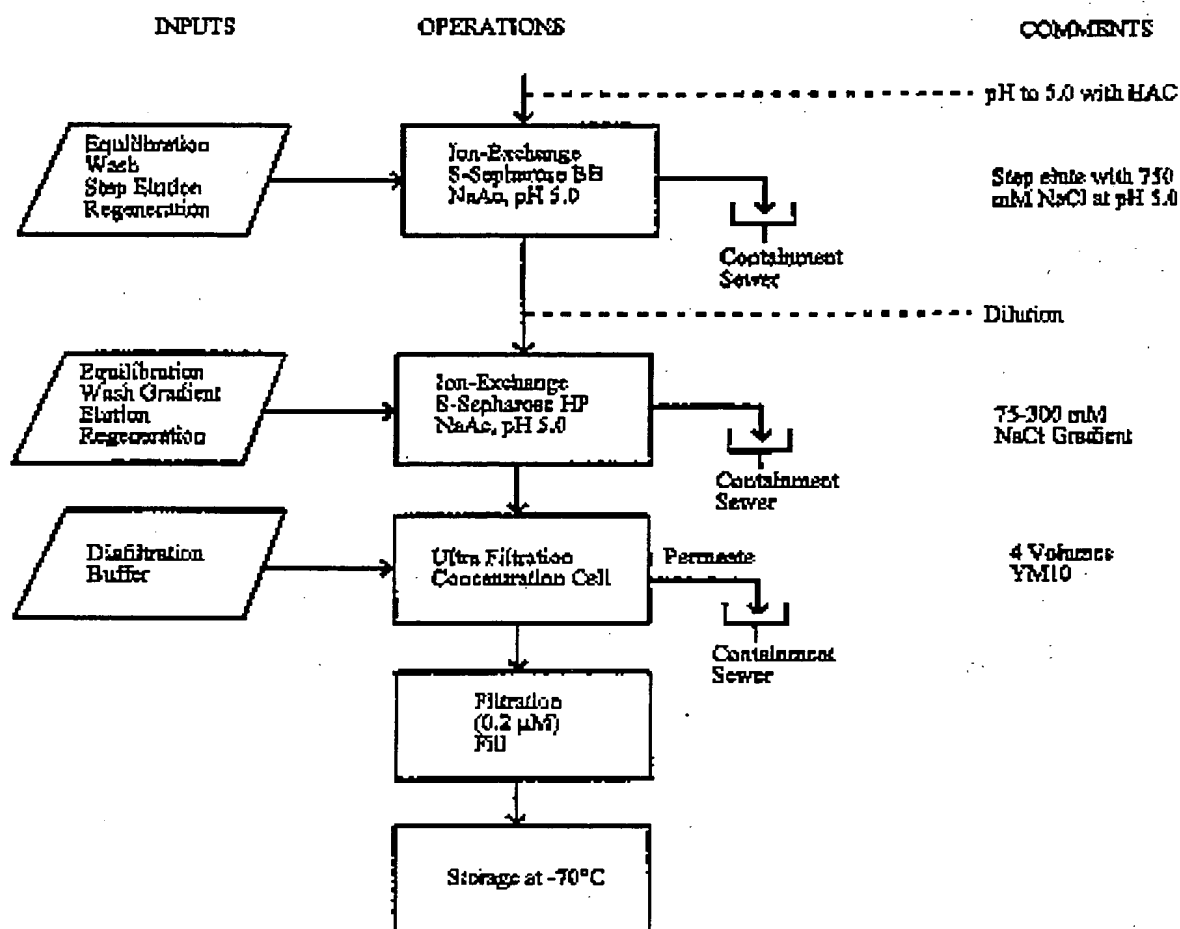 INPUTS
OPERATIONS
COMMENTS
pH to 5.0 with HAC
Equilibration
Wash
Step Elution
Regeneration
Ion-Exchange
S-Sepharose BB
NaAc, pH 5.0
Step elute with 750
mM NaCl at pH 5.0
Containment
Sewer
Dilution
Equilibration
Wash Gradient
Elution
Regeneration
Ion-Exchange
S-Sepharose HP
NaAc, pH 5.0
75-300 mM
NaCl Gradient
Containment
Sewer
Diafiltration
Buffer
Ultra Filtration
Concentration Cell
Permeate
4 Volumes
YM10
Containment
Sewer
Filtration
(0.2 µM)
Fill
Storage at -70°C